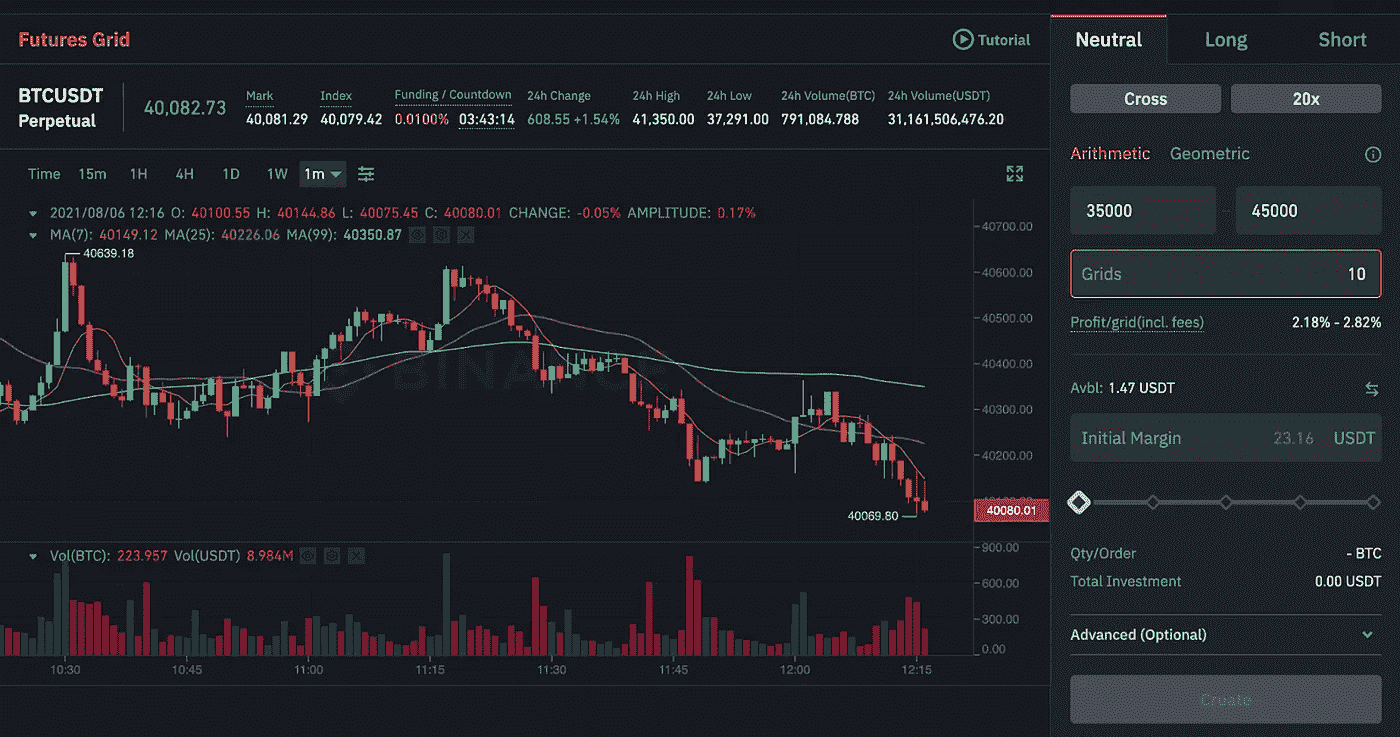 Futures Grid
Tutorial
BTCUSDT
Perpetual
40,082.73
Mark
40,081.29
Index
40,079.42
Funding / Countdown
0.0100% 03:43:14
24h Change
608.55 +1.54%
24h High
41,350.00
24h Low
37,291.00
24h Volume(BTC)
791,084.788
24h Volume(USDT)
31,161,506,476.20
Time 15m 1H 4H 1D 1W 1m
2021/08/06 12:16 O: 40100.55 H: 40144.86 L: 40075.45 C: 40080.01 CHANGE: -0.05% AMPLITUDE: 0.17%
MA(7): 40149.12 MA(25): 40226.06 MA(99): 40350.87
40639.18
BINANCE
40069.80
40700.00
40600.00
40500.00
40400.00
40300.00
40200.00
40080.01
Vol(BTC): 223.957 Vol(USDT) 8.984M
900.00
600.00
300.00
0.00
10:30 10:45 11:00 11:15 11:30 11:45 12:00 12:15
Neutral Long Short
Cross 20x
Arithmetic Geometric
35000 - 45000
Grids 10
Profit/grid(incl. fees) 2.18% - 2.82%
Avbl: 1.47 USDT
Initial Margin 23.16 USDT
Qty/Order - BTC
Total Investment 0.00 USDT
Advanced (Optional)
Create